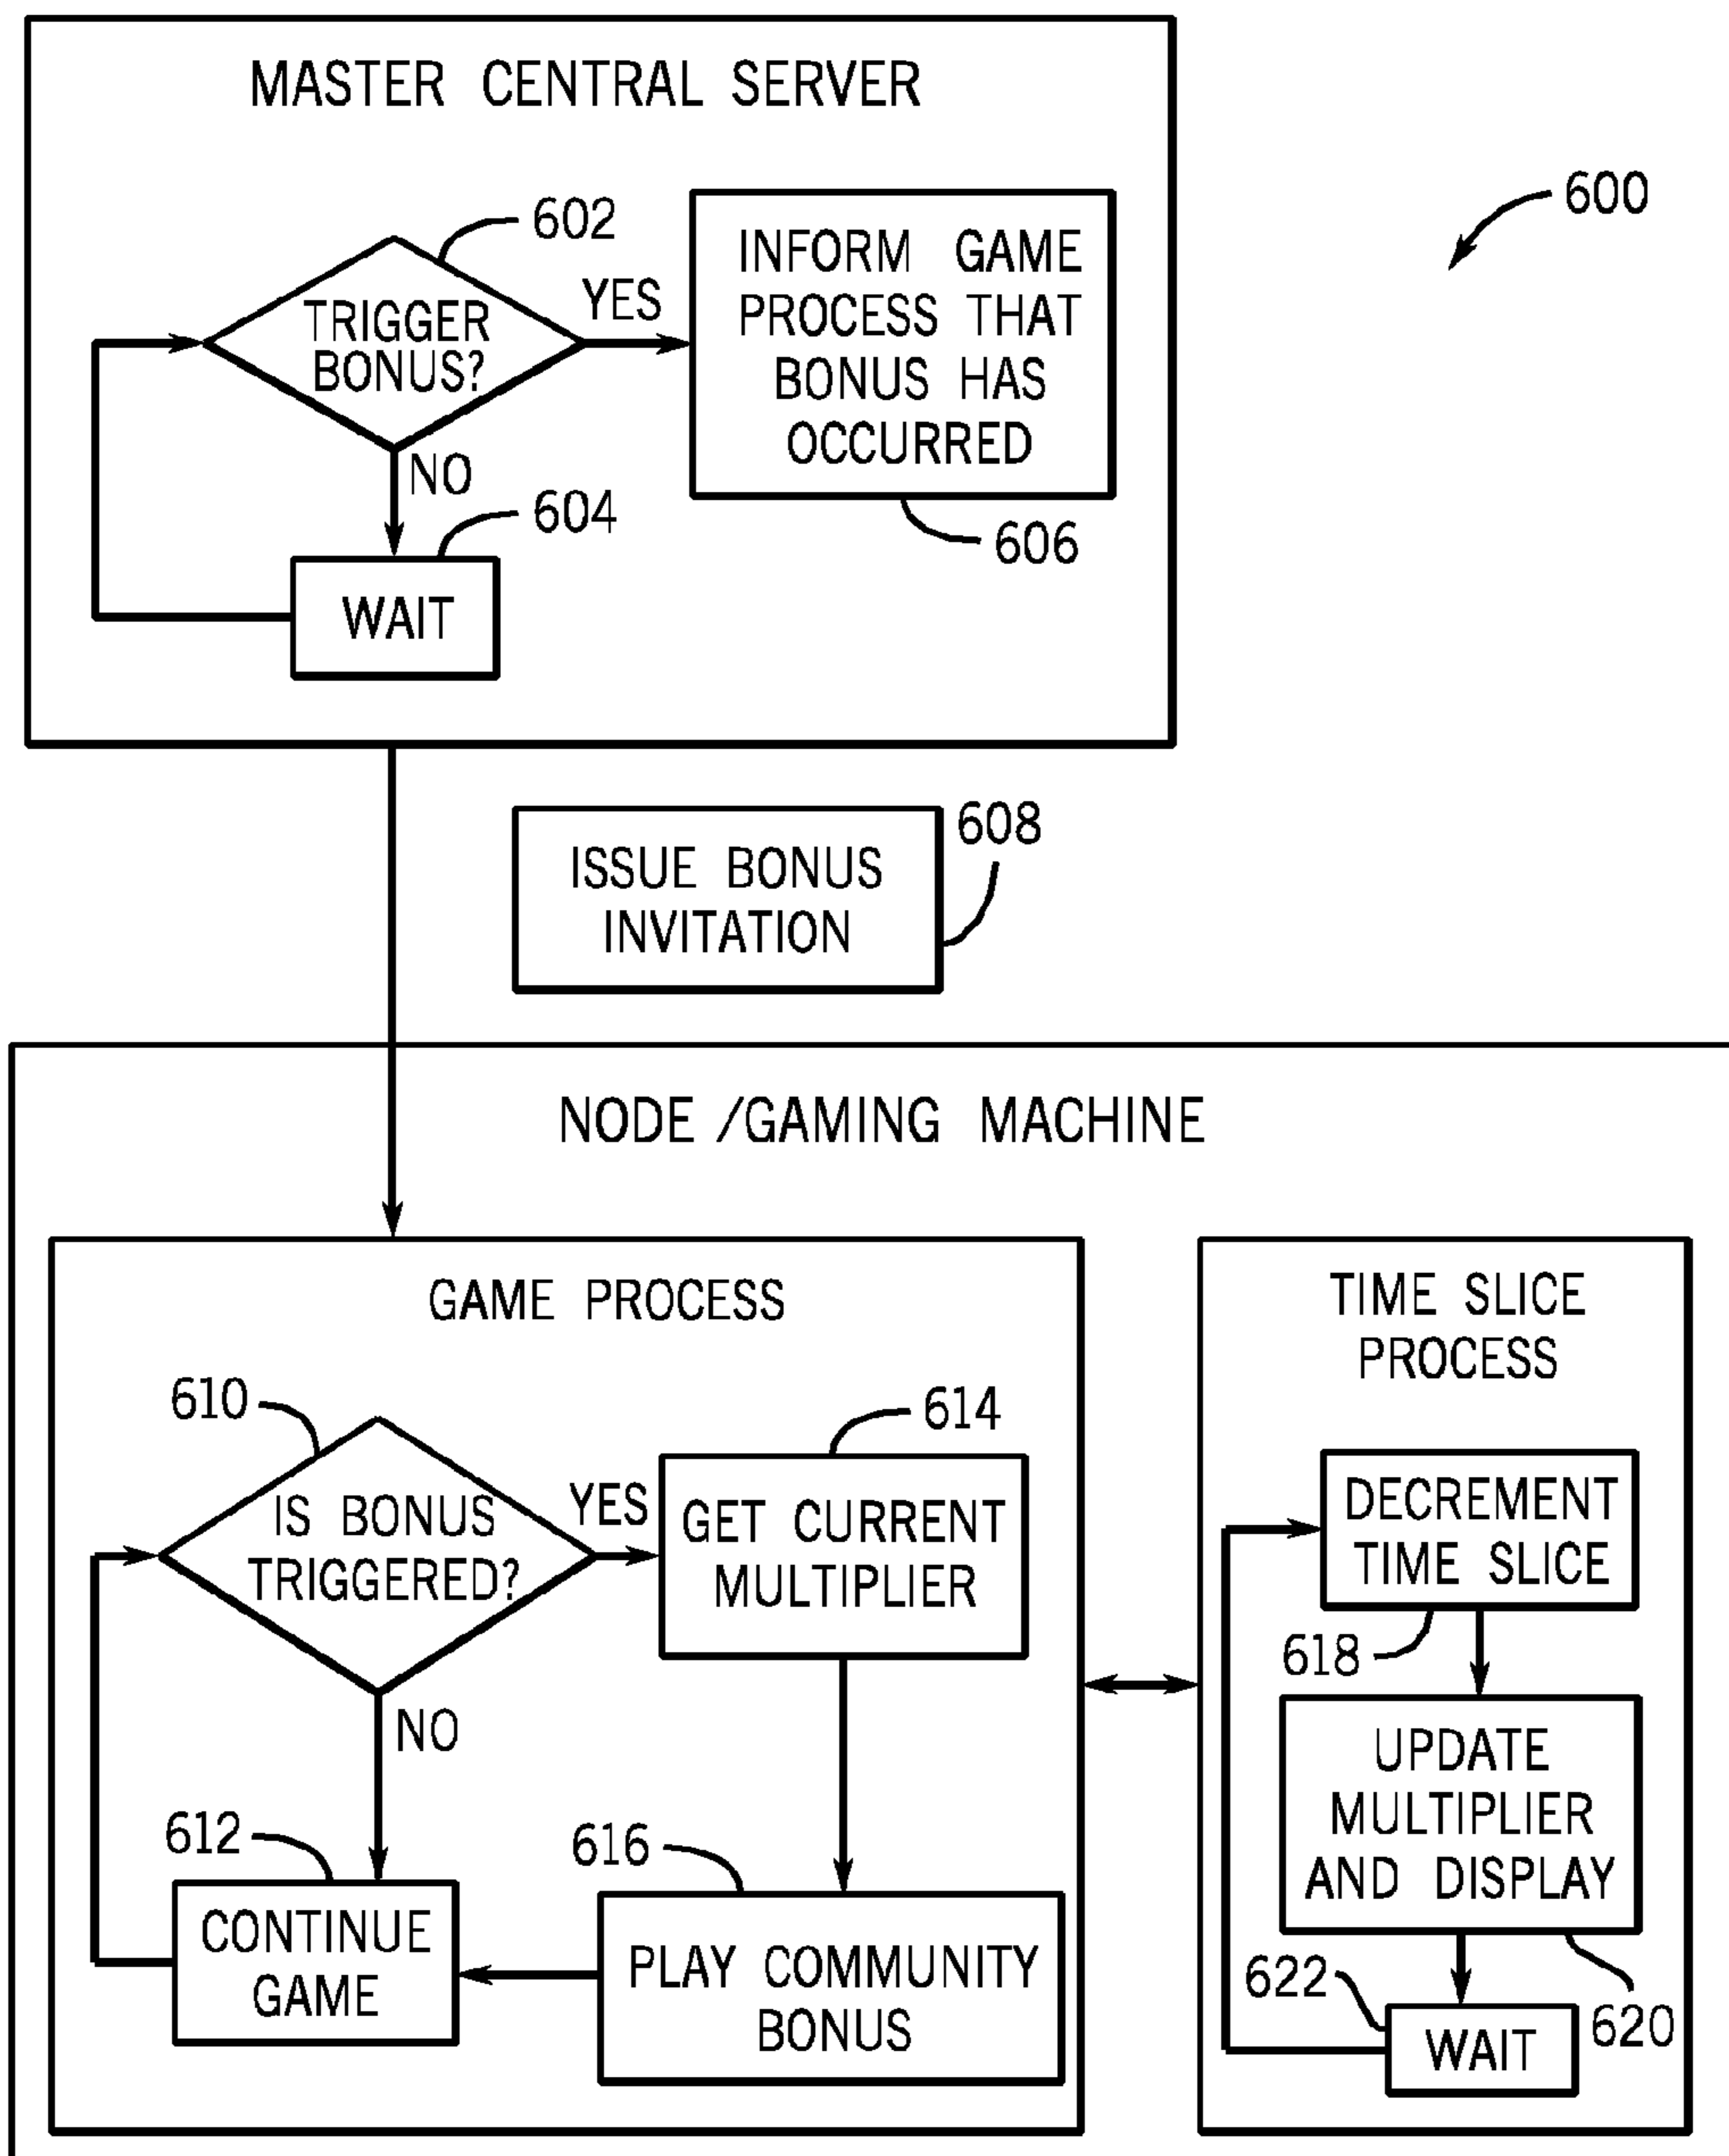 MASTER CENTRAL SERVER
600
602
TRIGGER
BONUS?
YES
INFORM GAME
PROCESS THAT
BONUS HAS
OCCURRED
606
NO
604
WAIT
608
ISSUE BONUS
INVITATION
NODE /GAMING MACHINE
GAME PROCESS
610
IS BONUS
TRIGGERED?
YES
614
GET CURRENT
MULTIPLIER
NO
612
CONTINUE
GAME
616
PLAY COMMUNITY
BONUS
TIME SLICE
PROCESS
DECREMENT
TIME SLICE
618
UPDATE
MULTIPLIER
AND DISPLAY
620
622
WAIT